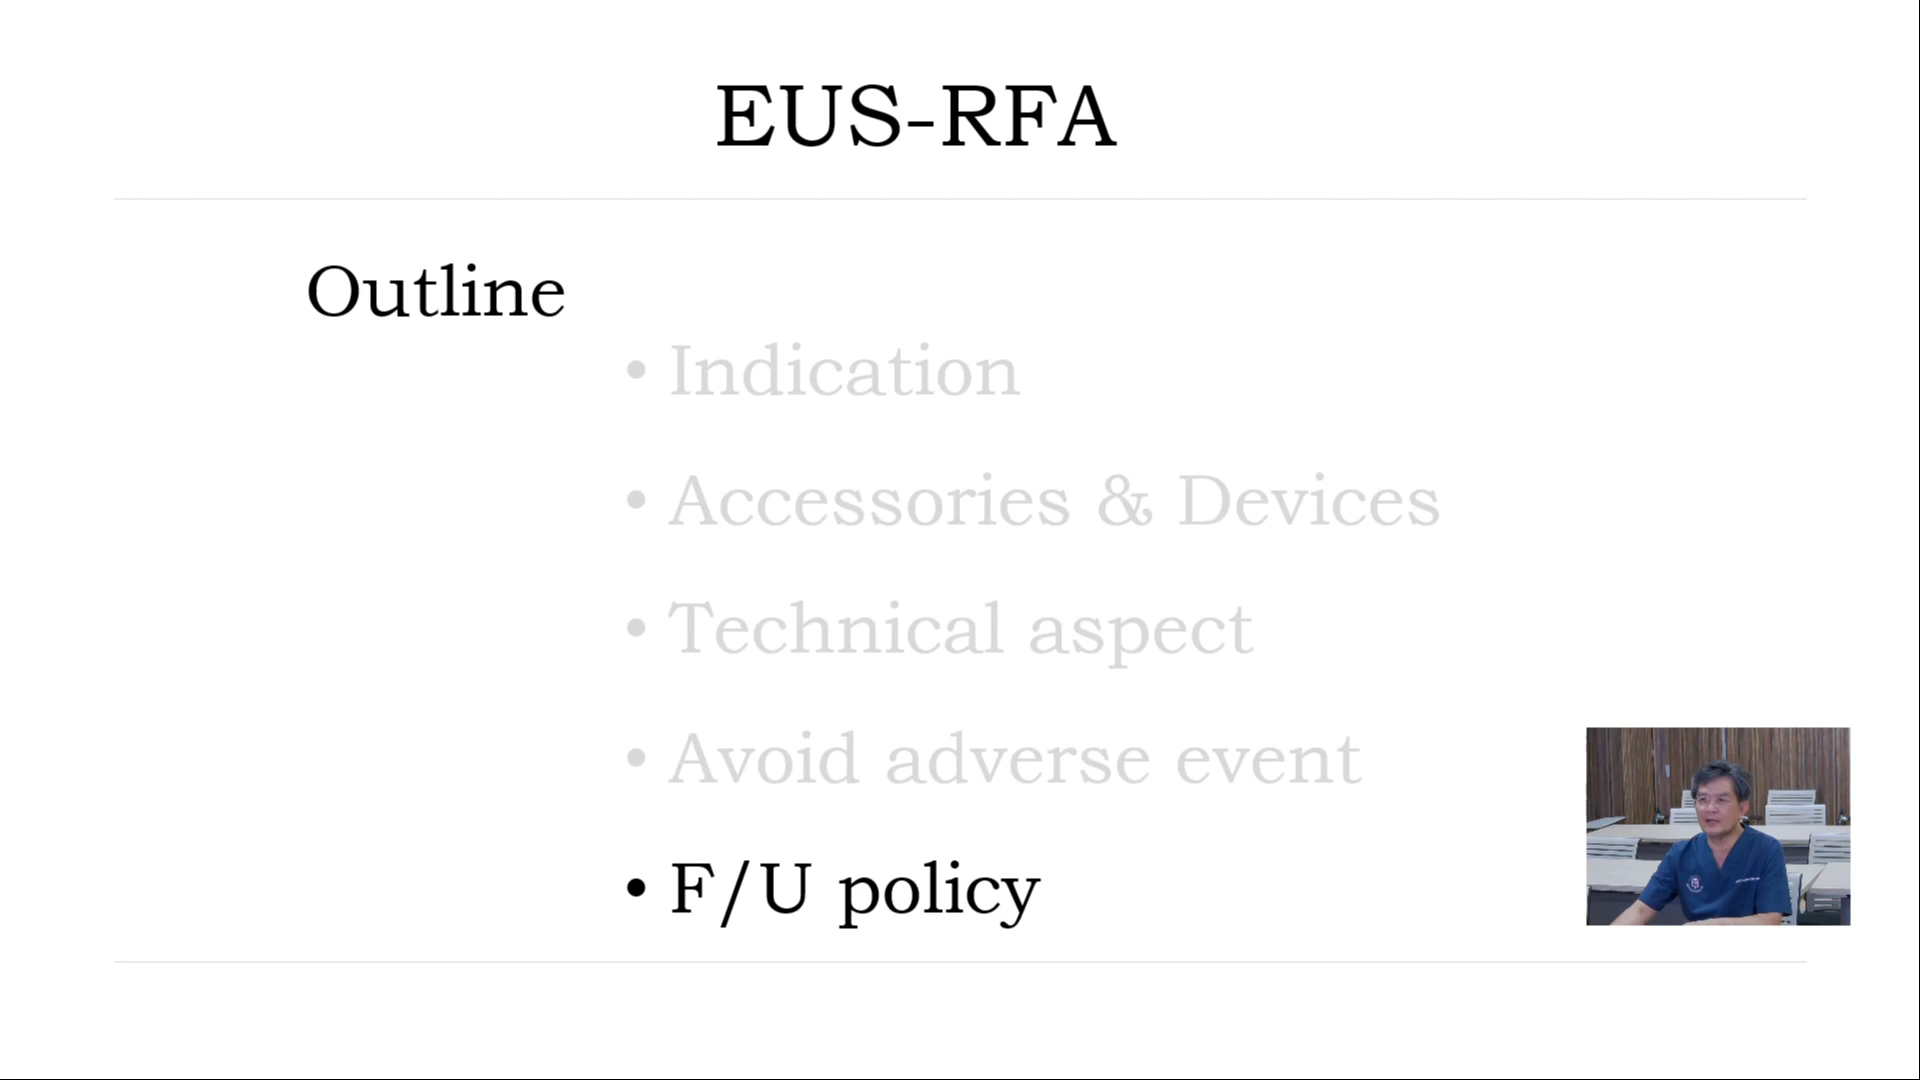 EUS-RFA
Outline
• Indication
• Accessories & Devices
• Technical aspect
• Avoid adverse event
• F/U policy